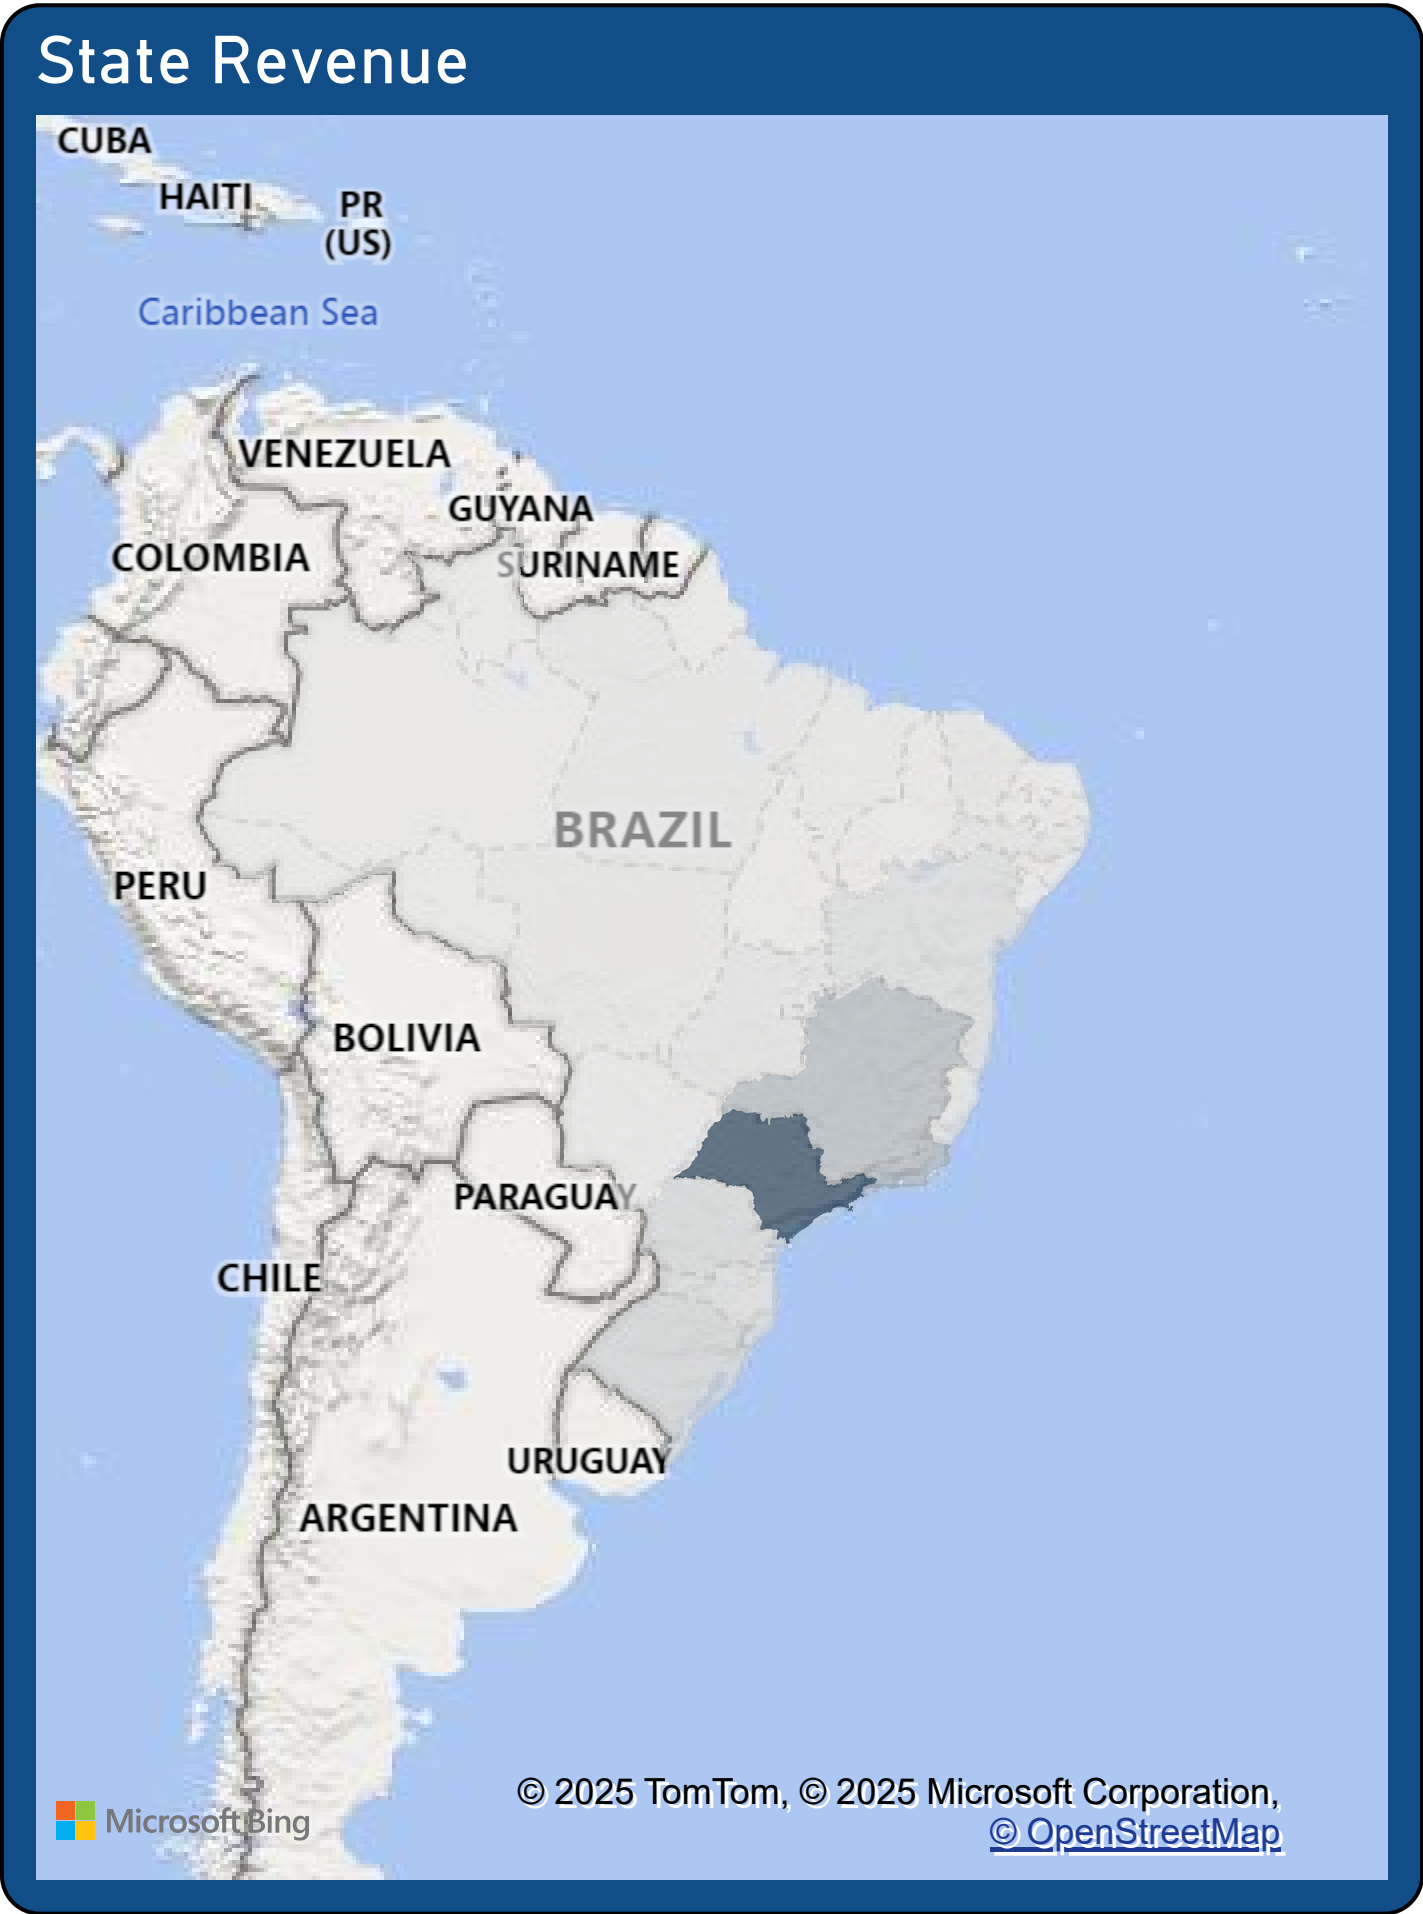 State Revenue
CUBA
HAITI
PR
(US)
Caribbean Sea
VENEZUELA
GUYANA
COLOMBIA
SURINAME
BRAZIL
PERU
BOLIVIA
PARAGUAY
CHILE
URUGUAY
ARGENTINA
© 2025 TomTom, © 2025 Microsoft Corporation,
© OpenStreetMap
Microsoft Bing